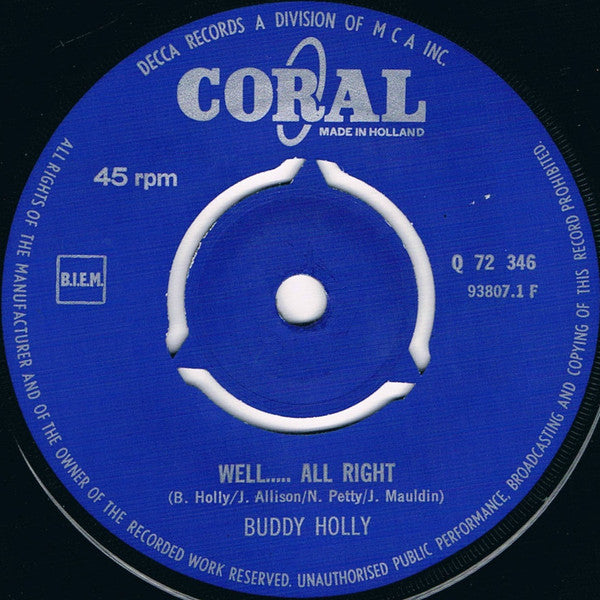 DECCA RECORDS A DIVISION OF M C A INC.
CORAL
MADE IN HOLLAND
45 rpm
B.I.E.M.
Q 72 346
93807.1 F
WELL..... ALL RIGHT
(B. Holly/J. Allison/N. Petty/J. Mauldin)
BUDDY HOLLY
ALL RIGHTS OF THE MANUFACTURER AND OF THE OWNER OF THE RECORDED WORK RESERVED. UNAUTHORISED PUBLIC PERFORMANCE, BROADCASTING AND COPYING OF THIS RECORD PROHIBITED.